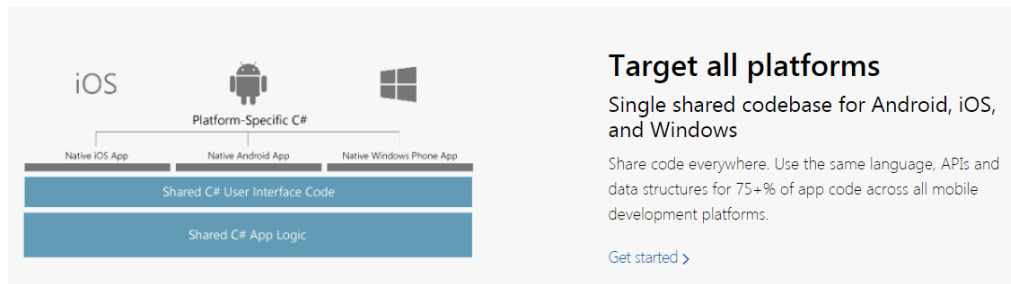 iOS
Platform-Specific C#
Native iOS App
Native Android App
Native Windows Phone App
Shared C# User Interface Code
Shared C# App Logic
Target all platforms
Single shared codebase for Android, iOS,
and Windows
Share code everywhere. Use the same language, APIs and
data structures for 75+% of app code across all mobile
development platforms.
Get started >